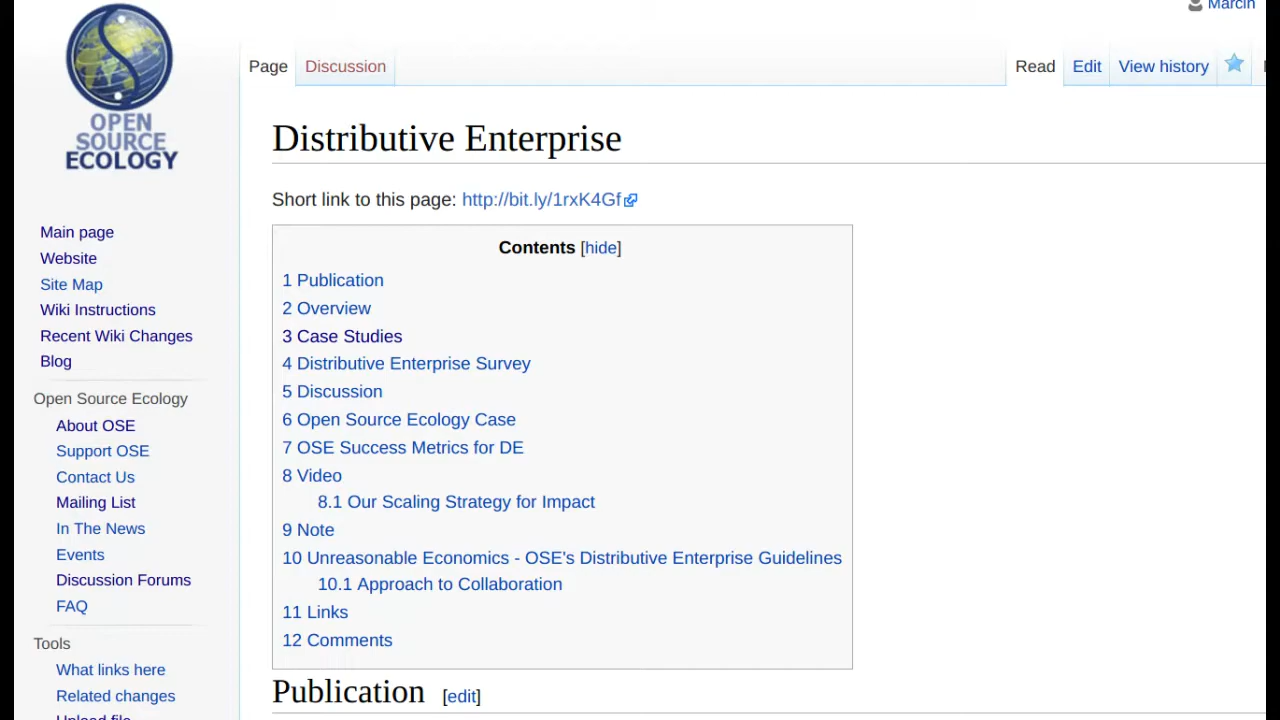 Marcin
Page
Discussion
Read
Edit
View history
OPEN
SOURCE
ECOLOGY
Main page
Website
Site Map
Wiki Instructions
Recent Wiki Changes
Blog
Open Source Ecology
About OSE
Support OSE
Contact Us
Mailing List
In The News
Events
Discussion Forums
FAQ
Tools
What links here
Related changes
Upload file
Distributive Enterprise
Short link to this page: http://bit.ly/1rxK4Gf
Contents [hide]
1 Publication
2 Overview
3 Case Studies
4 Distributive Enterprise Survey
5 Discussion
6 Open Source Ecology Case
7 OSE Success Metrics for DE
8 Video
8.1 Our Scaling Strategy for Impact
9 Note
10 Unreasonable Economics - OSE's Distributive Enterprise Guidelines
10.1 Approach to Collaboration
11 Links
12 Comments
Publication [edit]